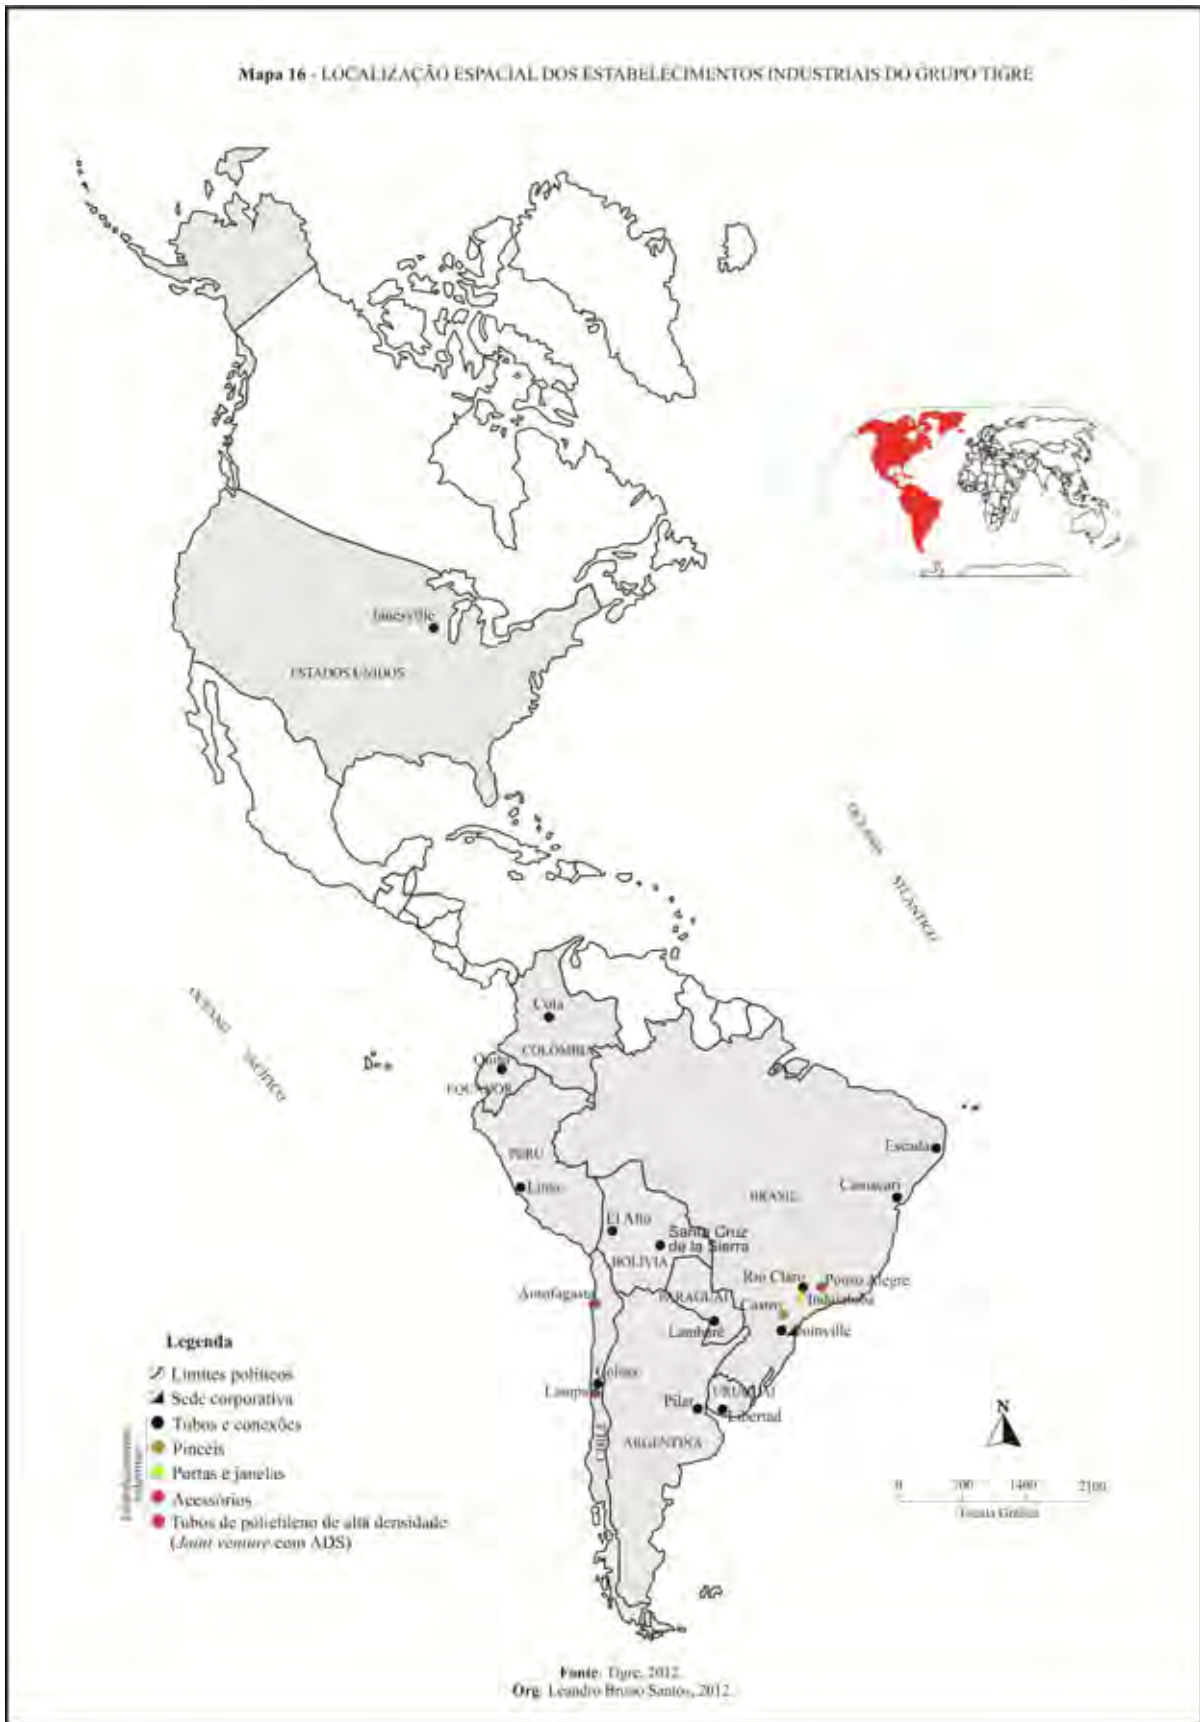 Mapa 16 - LOCALIZAÇÃO ESPACIAL DOS ESTABELECIMENTOS INDUSTRIAIS DO GRUPO TIGRE
Janesville
ESTADOS UNIDOS
OCEANO
ATLÂNTICO
OCEANO
PACÍFICO
Cota
COLÔMBIA
Quito
EQUADOR
PERU
Lima
Escada
Camaçari
BRASIL
El Alto
Santa Cruz
de la Sierra
BOLÍVIA
Rio Claro
Pouso Alegre
Indaiatuba
Antofagasta
PARAGUAI
Castro
Lambaré
Joinville
Colina
Lampa
Pilar
URUGUAI
Libertad
CHILE
ARGENTINA
Legenda
Limites políticos
Sede corporativa
Tubos e conexões
Pincéis
Portas e janelas
Acessórios
Tubos de polietileno de alta densidade
(Joint venture com ADS)
Estabelecimentos
industriais
N
0 700 1400 2100
Escala Gráfica
Fonte: Tigre, 2012.
Org: Leandro Bruno Santos, 2012.